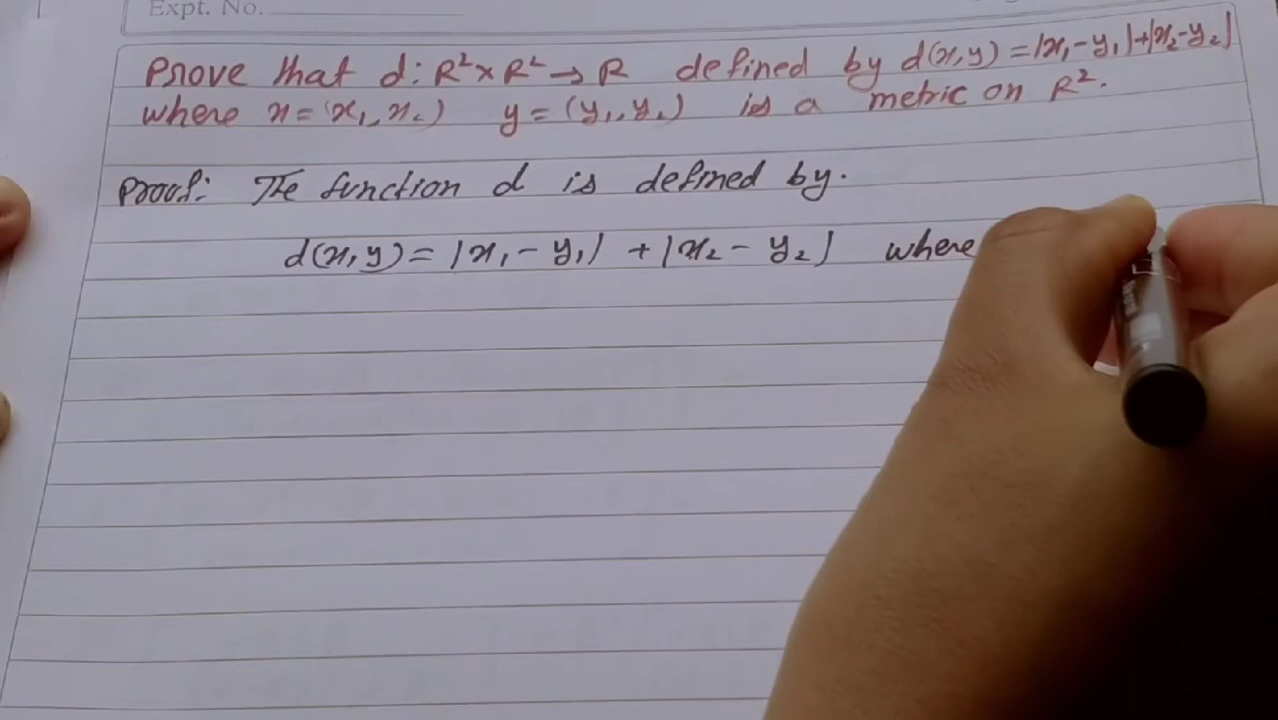 Expt. No.
Prove that d: R²×R²→R defined by d(x,y) = |x₁-y₁|+|x₂-y₂|
where x = (x₁, x₂) y = (y₁, y₂) is a metric on R².
Proof: The function d is defined by.
d(x,y) = |x₁ - y₁| + |x₂ - y₂| where